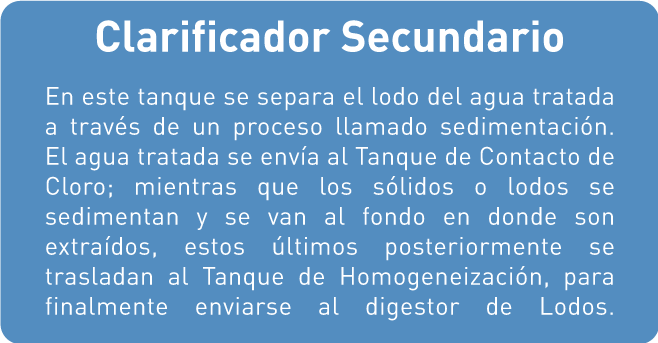 Clarificador Secundario
En este tanque se separa el lodo del agua tratada
a través de un proceso llamado sedimentación.
El agua tratada se envía al Tanque de Contacto de
Cloro; mientras que los sólidos o lodos se
sedimentan y se van al fondo en donde son
extraídos, estos últimos posteriormente se
trasladan al Tanque de Homogeneización, para
finalmente enviarse al digestor de Lodos.